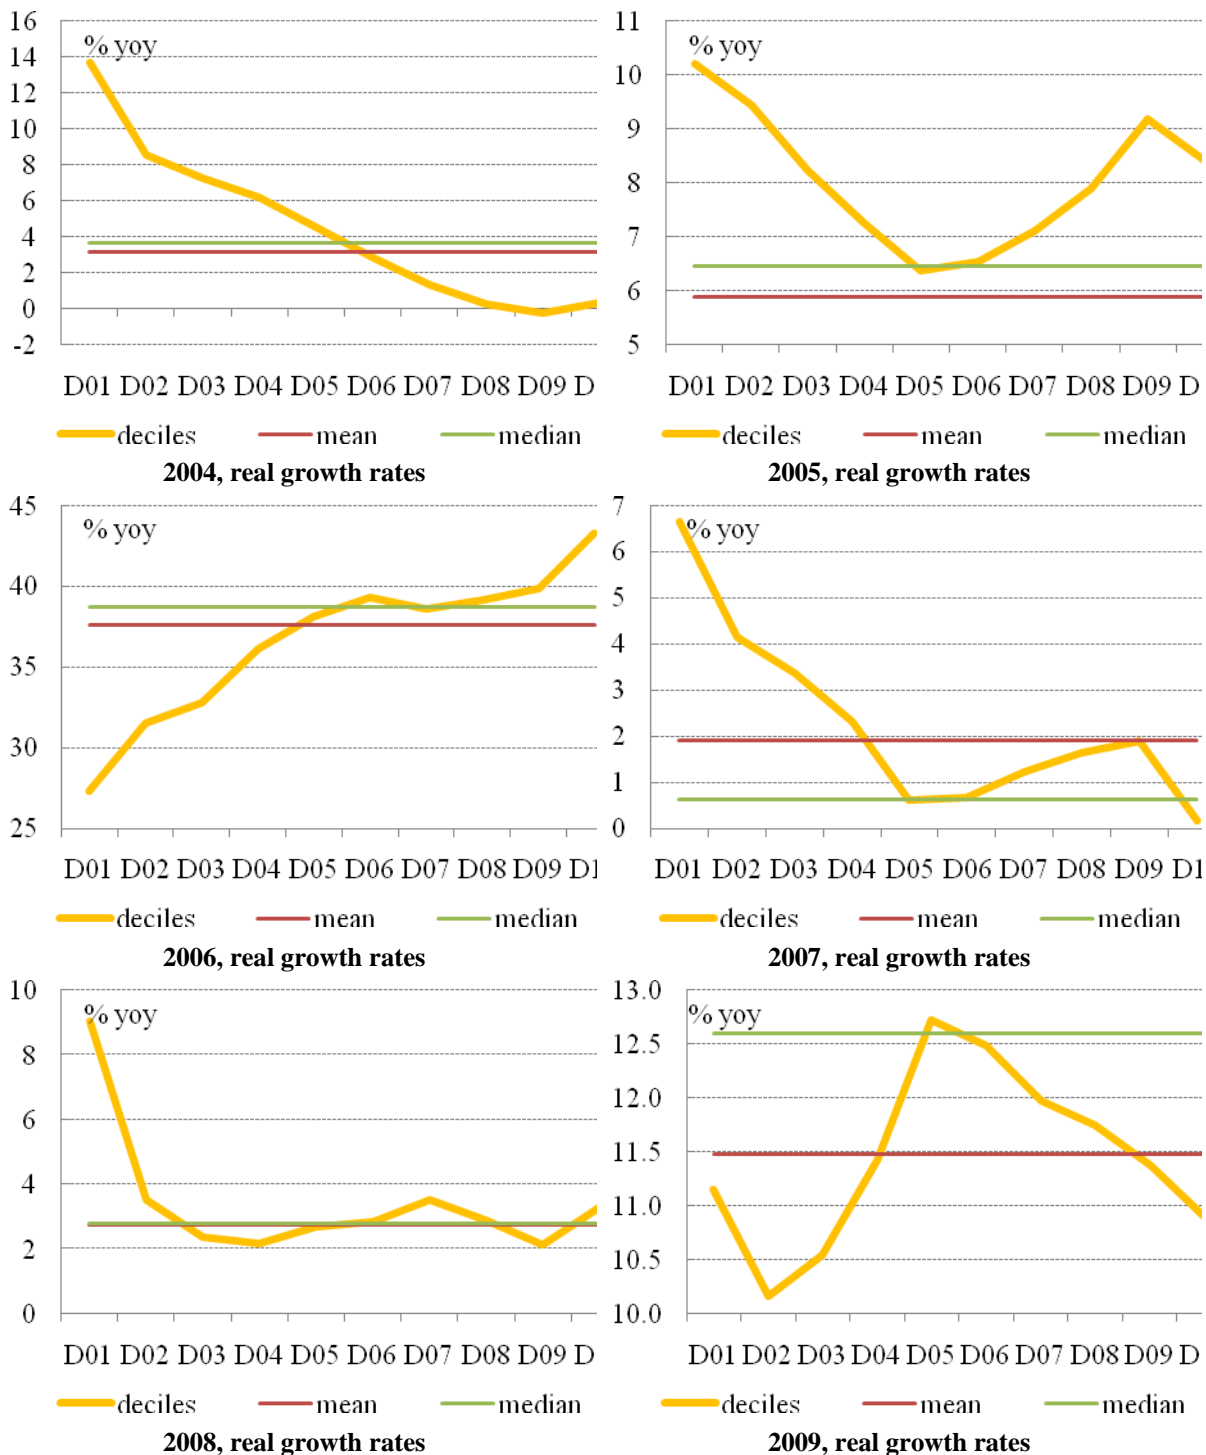 16
14
12
10
8
6
4
2
0
-2
% yoy
D01 D02 D03 D04 D05 D06 D07 D08 D09 D
deciles mean median
2004, real growth rates
11
10
9
8
7
6
5
% yoy
D01 D02 D03 D04 D05 D06 D07 D08 D09 D
deciles mean median
2005, real growth rates
45
40
35
30
25
% yoy
D01 D02 D03 D04 D05 D06 D07 D08 D09 D1
deciles mean median
2006, real growth rates
7
6
5
4
3
2
1
0
% yoy
D01 D02 D03 D04 D05 D06 D07 D08 D09 D1
deciles mean median
2007, real growth rates
10
8
6
4
2
0
% yoy
D01 D02 D03 D04 D05 D06 D07 D08 D09 D
deciles mean median
2008, real growth rates
13.0
12.5
12.0
11.5
11.0
10.5
10.0
% yoy
D01 D02 D03 D04 D05 D06 D07 D08 D09 D
deciles mean median
2009, real growth rates